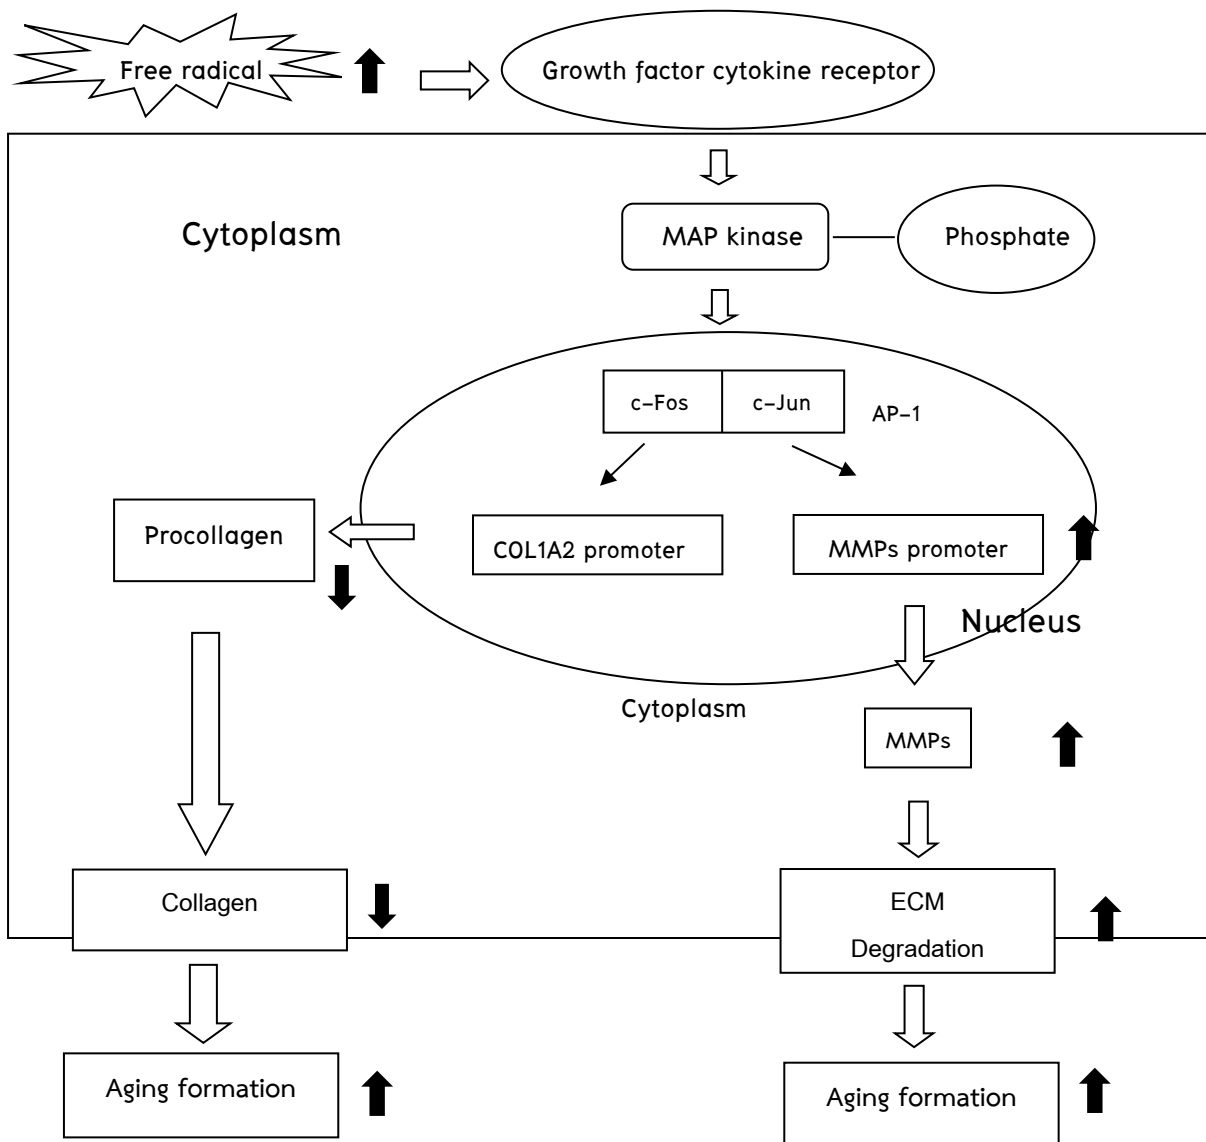 Free radical
Growth factor cytokine receptor
Cytoplasm
MAP kinase
Phosphate
c-Fos
c-Jun
AP-1
Procollagen
COL1A2 promoter
MMPs promoter
Nucleus
Cytoplasm
MMPs
Collagen
ECM
Degradation
Aging formation
Aging formation